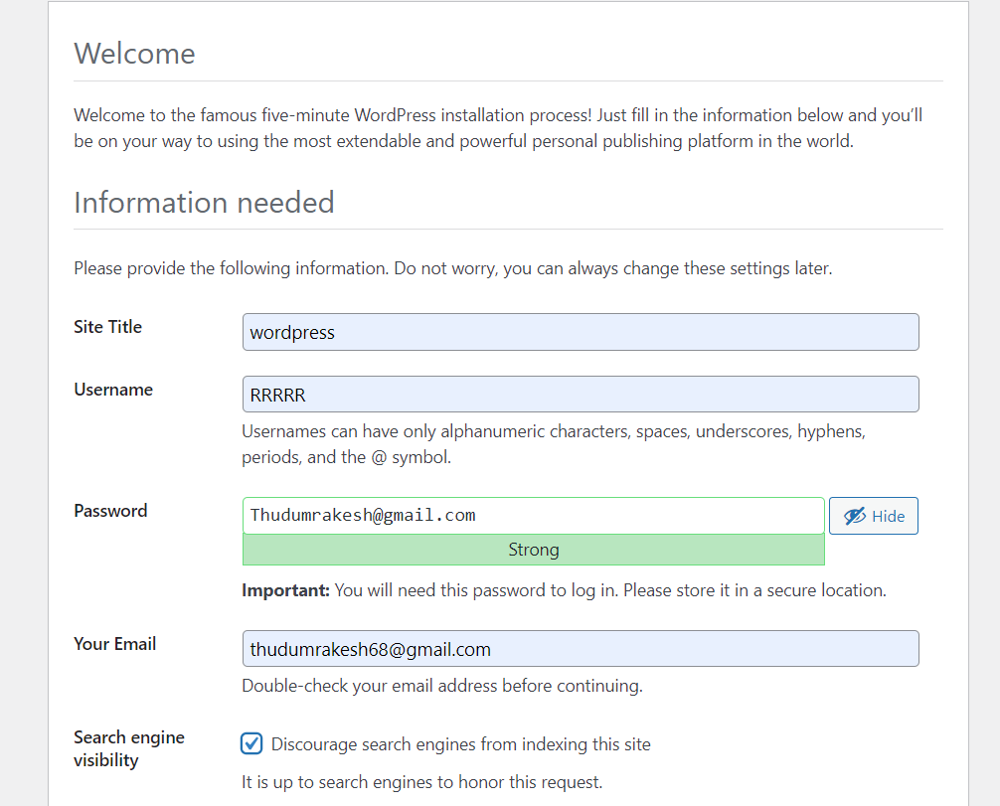 Welcome
Welcome to the famous five-minute WordPress installation process! Just fill in the information below and you’ll
be on your way to using the most extendable and powerful personal publishing platform in the world.
Information needed
Please provide the following information. Do not worry, you can always change these settings later.
Site Title
wordpress
Username
RRRRR
Usernames can have only alphanumeric characters, spaces, underscores, hyphens,
periods, and the @ symbol.
Password
Thudumrakesh@gmail.com
Hide
Strong
Important: You will need this password to log in. Please store it in a secure location.
Your Email
thudumrakesh68@gmail.com
Double-check your email address before continuing.
Search engine
visibility
Discourage search engines from indexing this site
It is up to search engines to honor this request.